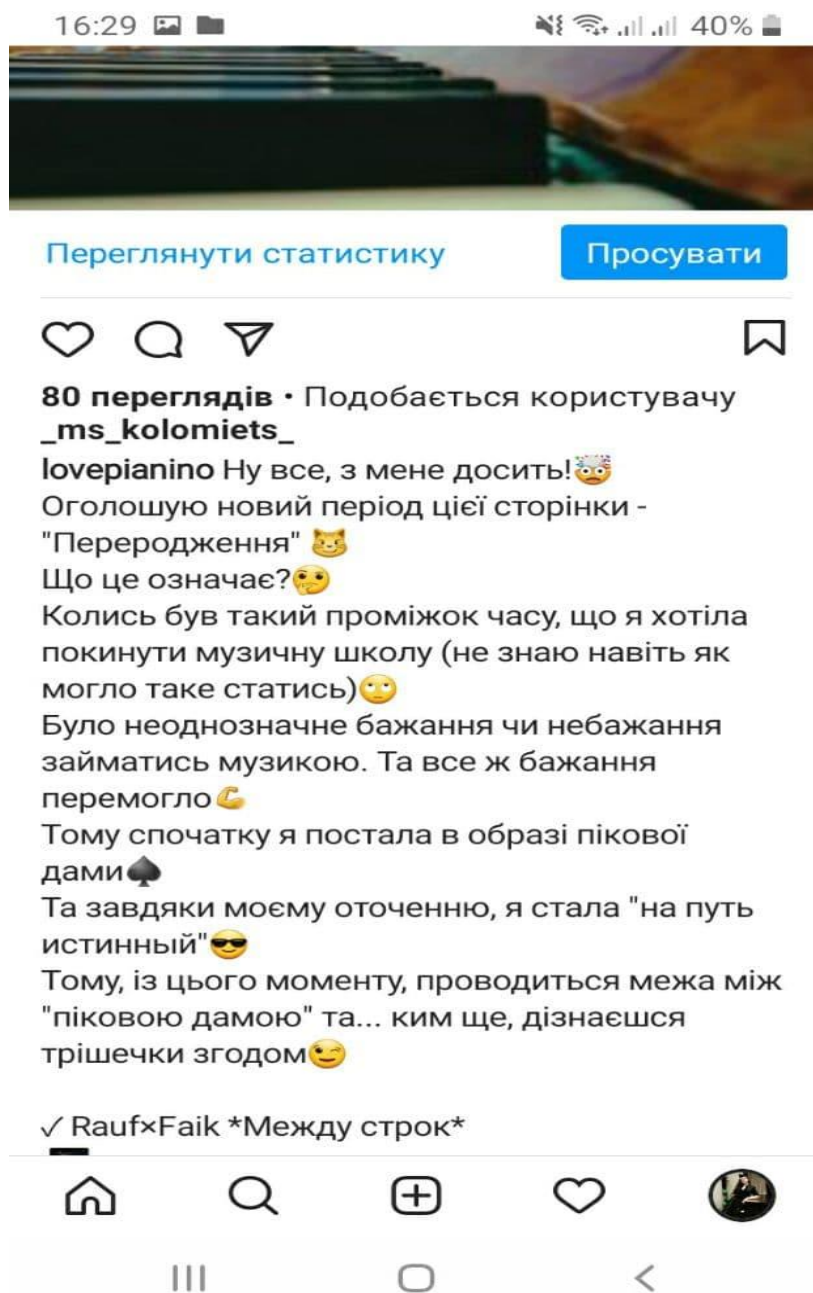 16:29 40%
Переглянути статистику Просувати
80 переглядів • Подобається користувачу
_ms_kolomiets_
lovepianino Ну все, з мене досить!🤯
Оголошую новий період цієї сторінки -
"Переродження" 😼
Що це означає?🤔
Колись був такий проміжок часу, що я хотіла
покинути музичну школу (не знаю навіть як
могло таке статись)🙄
Було неоднозначне бажання чи небажання
займатись музикою. Та все ж бажання
перемогло💪
Тому спочатку я постала в образі пікової
дами♠️
Та завдяки моєму оточенню, я стала "на путь
истинный"😎
Тому, із цього моменту, проводиться межа між
"піковою дамою" та... ким ще, дізнаєшся
трішечки згодом😉
✓ Rauf×Faik *Между строк*